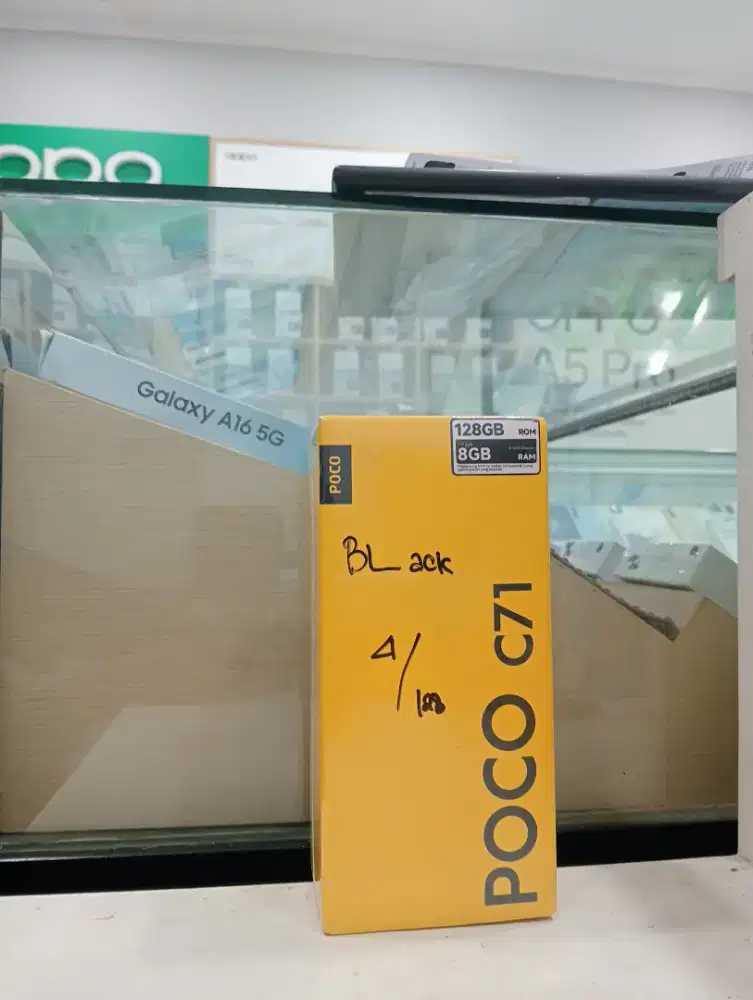 oppo
Galaxy A16 5G
A5 Pro
POCO
128GB ROM
8GB RAM
BLack
4/128
POCO C71